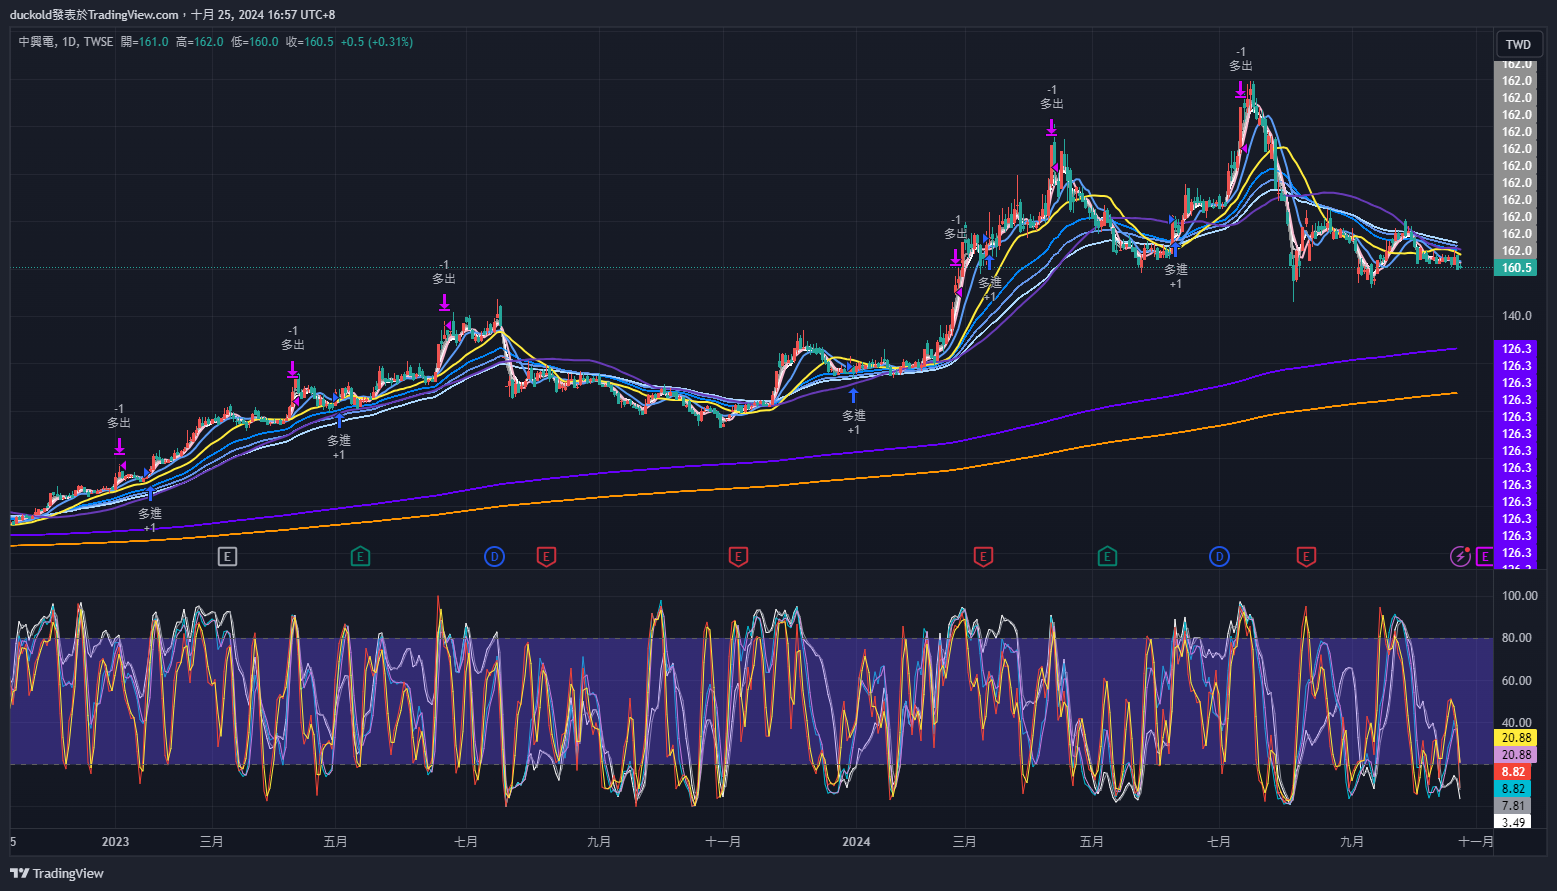 duckold發表於TradingView.com，十月 25, 2024 16:57 UTC+8
中興電, 1D, TWSE 開=161.0 高=162.0 低=160.0 收=160.5 +0.5 (+0.31%)
TWD
162.0
162.0
162.0
162.0
162.0
162.0
162.0
162.0
162.0
162.0
162.0
162.0
160.5
140.0
126.3
126.3
126.3
126.3
126.3
126.3
126.3
126.3
126.3
126.3
126.3
126.3
126.3
126.3
-1
多出
-1
多出
-1
多出
-1
多出
-1
多出
-1
多出
多進
+1
多進
+1
多進
+1
多進
+1
多進
+1
E
E
D
E
E
E
E
D
E
E
100.00
80.00
60.00
40.00
20.88
20.88
8.82
8.82
7.81
3.49
5
2023
三月
五月
七月
九月
十一月
2024
三月
五月
七月
九月
十一月
TradingView